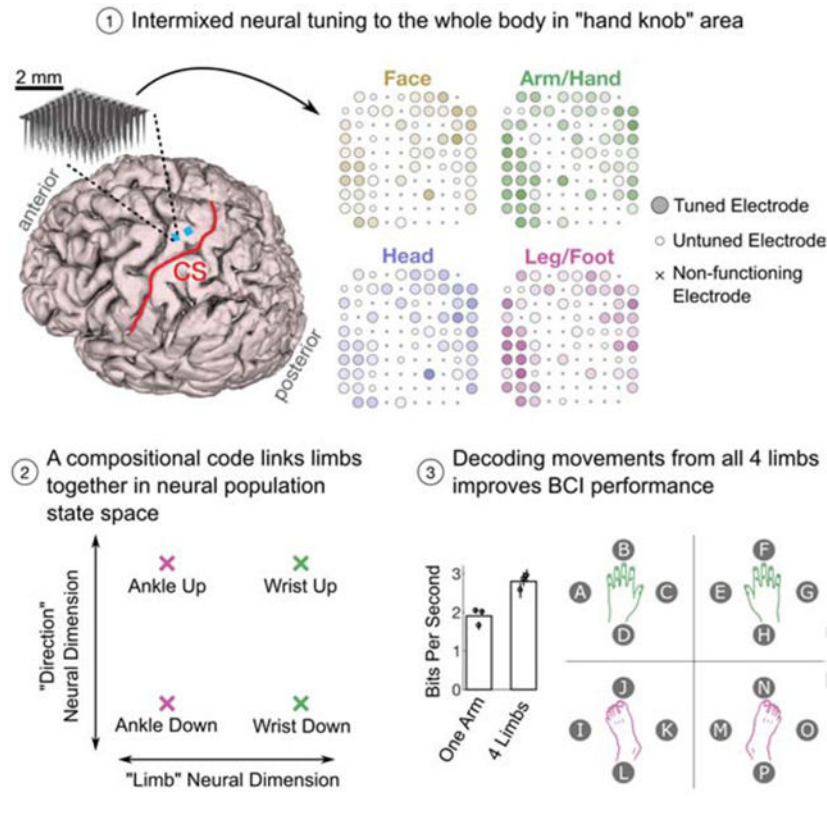 ① Intermixed neural tuning to the whole body in "hand knob" area
2 mm
anterior
CS
posterior
Face
Arm/Hand
Head
Leg/Foot
Tuned Electrode
Untuned Electrode
× Non-functioning
Electrode
② A compositional code links limbs
together in neural population
state space
"Direction"
Neural Dimension
Ankle Up
Wrist Up
Ankle Down
Wrist Down
"Limb" Neural Dimension
③ Decoding movements from all 4 limbs
improves BCI performance
Bits Per Second
3
2
1
0
One Arm
4 Limbs
B
A
C
D
F
E
G
H
J
I
K
L
N
M
O
P